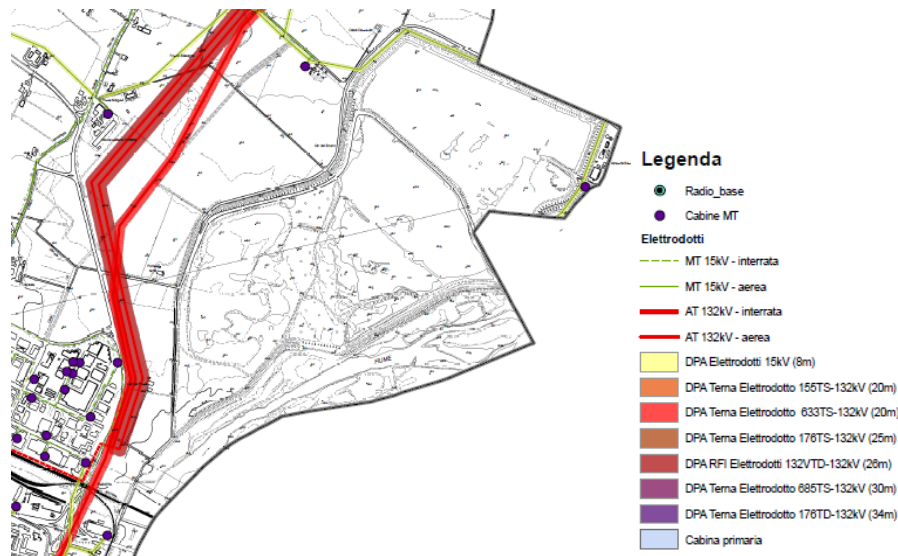 FIUME
Legenda
Radio_base
Cabine MT
Elettrodotti
MT 15kV - interrata
MT 15kV - aerea
AT 132kV - interrata
AT 132kV - aerea
DPA Elettrodotti 15kV (8m)
DPA Terna Elettrodotto 155TS-132kV (20m)
DPA Terna Elettrodotto 633TS-132kV (20m)
DPA Terna Elettrodotto 176TS-132kV (25m)
DPA RFI Elettrodotti 132VTD-132kV (26m)
DPA Terna Elettrodotto 685TS-132kV (30m)
DPA Terna Elettrodotto 176TD-132kV (34m)
Cabina primaria